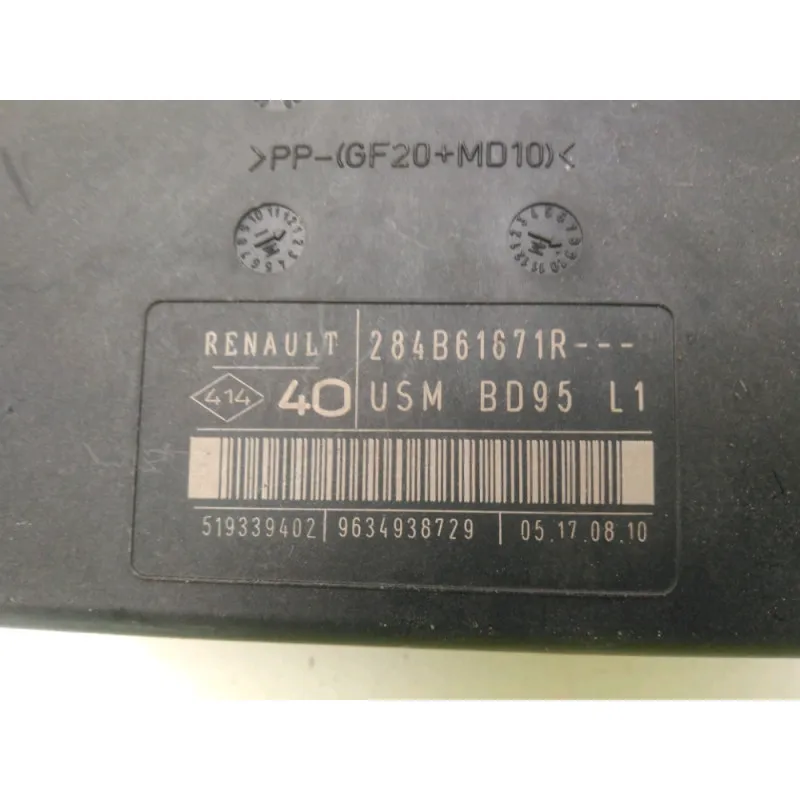 >PP-(GF20+MD10)<
RENAULT 284B61671R---
414 40 USM BD95 L1
519339402 9634938729 05.17.08.10